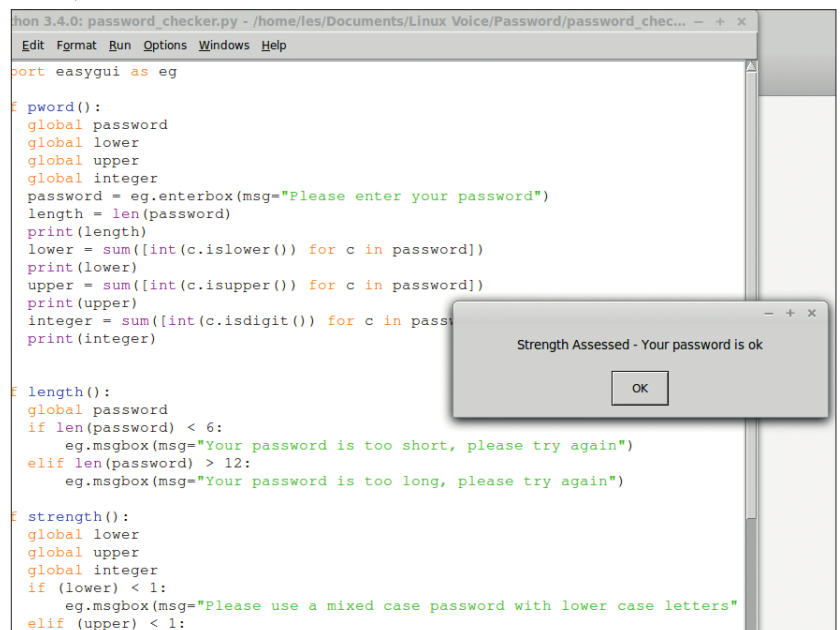 thon 3.4.0: password_checker.py - /home/les/Documents/Linux Voice/Password/password_chec... – + ×
Edit Format Run Options Windows Help
port easygui as eg
f pword():
global password
global lower
global upper
global integer
password = eg.enterbox(msg="Please enter your password")
length = len(password)
print(length)
lower = sum([int(c.islower()) for c in password])
print(lower)
upper = sum([int(c.isupper()) for c in password])
print(upper)
integer = sum([int(c.isdigit()) for c in passw
print(integer)
– + ×
Strength Assessed - Your password is ok
OK
f length():
global password
if len(password) < 6:
eg.msgbox(msg="Your password is too short, please try again")
elif len(password) > 12:
eg.msgbox(msg="Your password is too long, please try again")
f strength():
global lower
global upper
global integer
if (lower) < 1:
eg.msgbox(msg="Please use a mixed case password with lower case letters"
elif (upper) < 1: